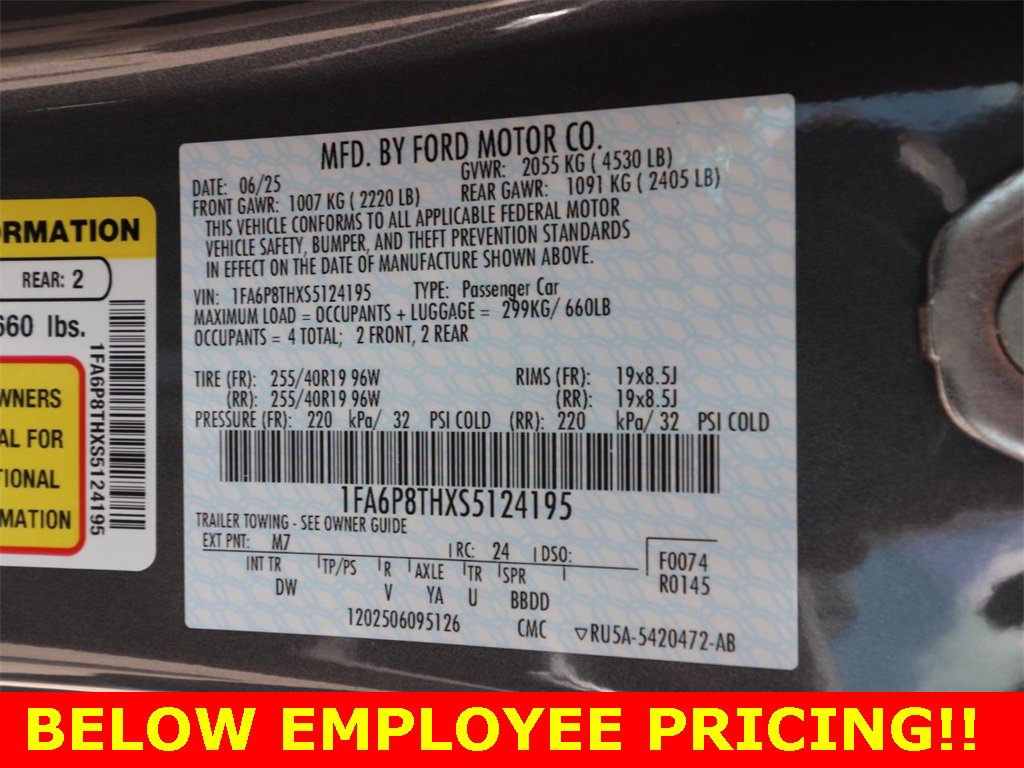 ORMATION
REAR: 2
660 lbs.
WNERS
AL FOR
TIONAL
MATION
1FA6P8THXS5124195
MFD. BY FORD MOTOR CO.
DATE: 06/25 GVWR: 2055 KG ( 4530 LB)
FRONT GAWR: 1007 KG ( 2220 LB) REAR GAWR: 1091 KG ( 2405 LB)
THIS VEHICLE CONFORMS TO ALL APPLICABLE FEDERAL MOTOR
VEHICLE SAFETY, BUMPER, AND THEFT PREVENTION STANDARDS
IN EFFECT ON THE DATE OF MANUFACTURE SHOWN ABOVE.
VIN: 1FA6P8THXS5124195 TYPE: Passenger Car
MAXIMUM LOAD = OCCUPANTS + LUGGAGE = 299KG/ 660LB
OCCUPANTS = 4 TOTAL; 2 FRONT, 2 REAR
TIRE (FR): 255/40R19 96W RIMS (FR): 19x8.5J
(RR): 255/40R19 96W (RR): 19x8.5J
PRESSURE (FR): 220 kPa/ 32 PSI COLD (RR): 220 kPa/ 32 PSI COLD
1FA6P8THXS5124195
TRAILER TOWING - SEE OWNER GUIDE
EXT PNT: M7 RC: 24 DSO: F0074
INT TR TP/PS R AXLE TR SPR R0145
DW V YA U BBDD
1202506095126 CMC ▽RU5A-5420472-AB
BELOW EMPLOYEE PRICING!!